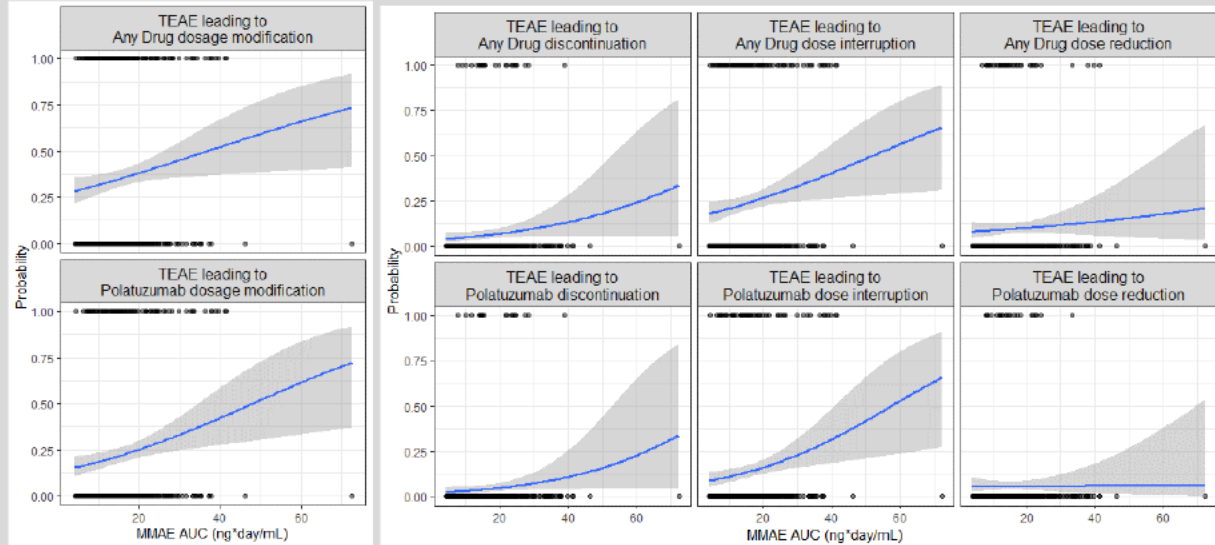 TEAE leading to
Any Drug dosage modification
1.00
0.75
0.50
0.25
0.00
TEAE leading to
Polatuzumab dosage modification
1.00
0.75
0.50
0.25
0.00
Probability
20 40 60
MMAE AUC (ng*day/mL)
TEAE leading to
Any Drug discontinuation
TEAE leading to
Any Drug dose interruption
TEAE leading to
Any Drug dose reduction
1.00
0.75
0.50
0.25
0.00
TEAE leading to
Polatuzumab discontinuation
TEAE leading to
Polatuzumab dose interruption
TEAE leading to
Polatuzumab dose reduction
1.00
0.75
0.50
0.25
0.00
Probability
20 40 60 20 40 60 20 40 60
MMAE AUC (ng*day/mL)